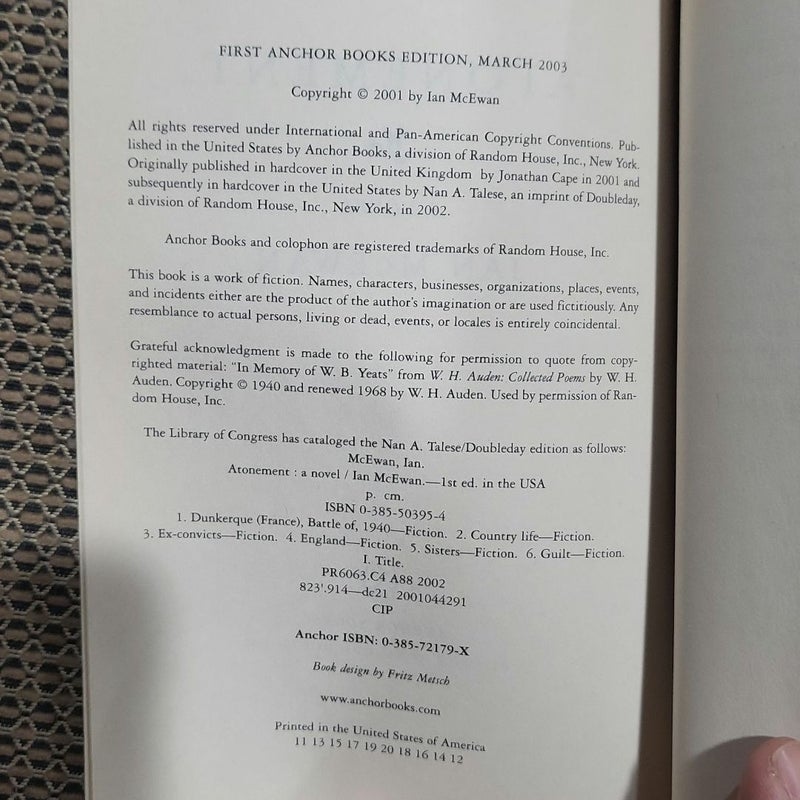 FIRST ANCHOR BOOKS EDITION, MARCH 2003
Copyright © 2001 by Ian McEwan
All rights reserved under International and Pan-American Copyright Conventions. Pub-
lished in the United States by Anchor Books, a division of Random House, Inc., New York.
Originally published in hardcover in the United Kingdom by Jonathan Cape in 2001 and
subsequently in hardcover in the United States by Nan A. Talese, an imprint of Doubleday,
a division of Random House, Inc., New York, in 2002.
Anchor Books and colophon are registered trademarks of Random House, Inc.
This book is a work of fiction. Names, characters, businesses, organizations, places, events,
and incidents either are the product of the author's imagination or are used fictitiously. Any
resemblance to actual persons, living or dead, events, or locales is entirely coincidental.
Grateful acknowledgment is made to the following for permission to quote from copy-
righted material: "In Memory of W. B. Yeats" from W. H. Auden: Collected Poems by W. H.
Auden. Copyright © 1940 and renewed 1968 by W. H. Auden. Used by permission of Ran-
dom House, Inc.
The Library of Congress has cataloged the Nan A. Talese/Doubleday edition as follows:
McEwan, Ian.
Atonement : a novel / Ian McEwan.—1st ed. in the USA
p. cm.
ISBN 0-385-50395-4
1. Dunkerque (France), Battle of, 1940—Fiction. 2. Country life—Fiction.
3. Ex-convicts—Fiction. 4. England—Fiction. 5. Sisters—Fiction. 6. Guilt—Fiction.
I. Title.
PR6063.C4 A88 2002
823'.914—dc21 2001044291
CIP
Anchor ISBN: 0-385-72179-X
Book design by Fritz Metsch
www.anchorbooks.com
Printed in the United States of America
11 13 15 17 19 20 18 16 14 12